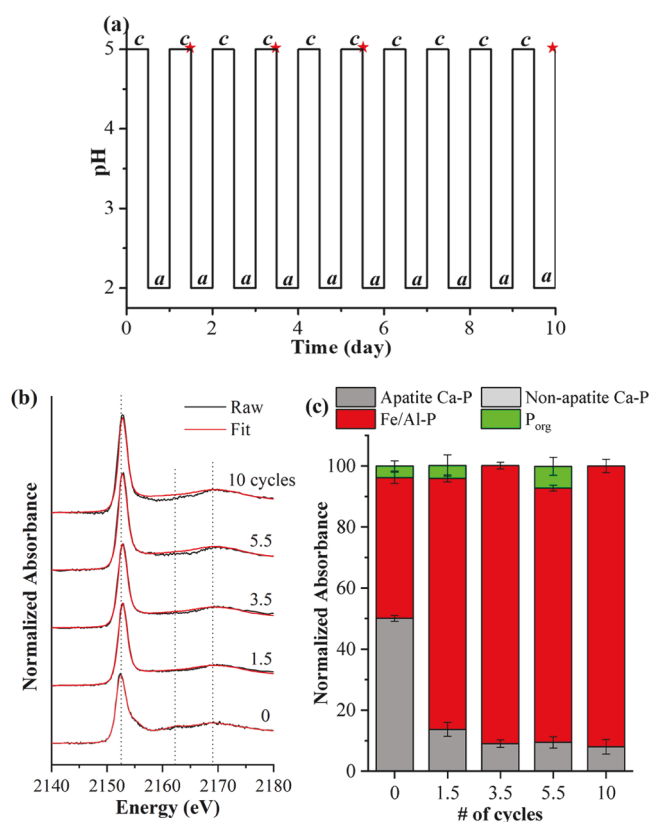 (a)
c c c c c c c c c c
5
4
3
2
pH
a a a a a a a a a a
0 2 4 6 8 10
Time (day)
(b)
Raw
Fit
10 cycles
5.5
3.5
1.5
0
Normalized Absorbance
2140 2150 2160 2170 2180
Energy (eV)
(c)
Apatite Ca-P Non-apatite Ca-P
Fe/Al-P Porg
100
80
60
40
20
0
Normalized Absorbance
0 1.5 3.5 5.5 10
# of cycles